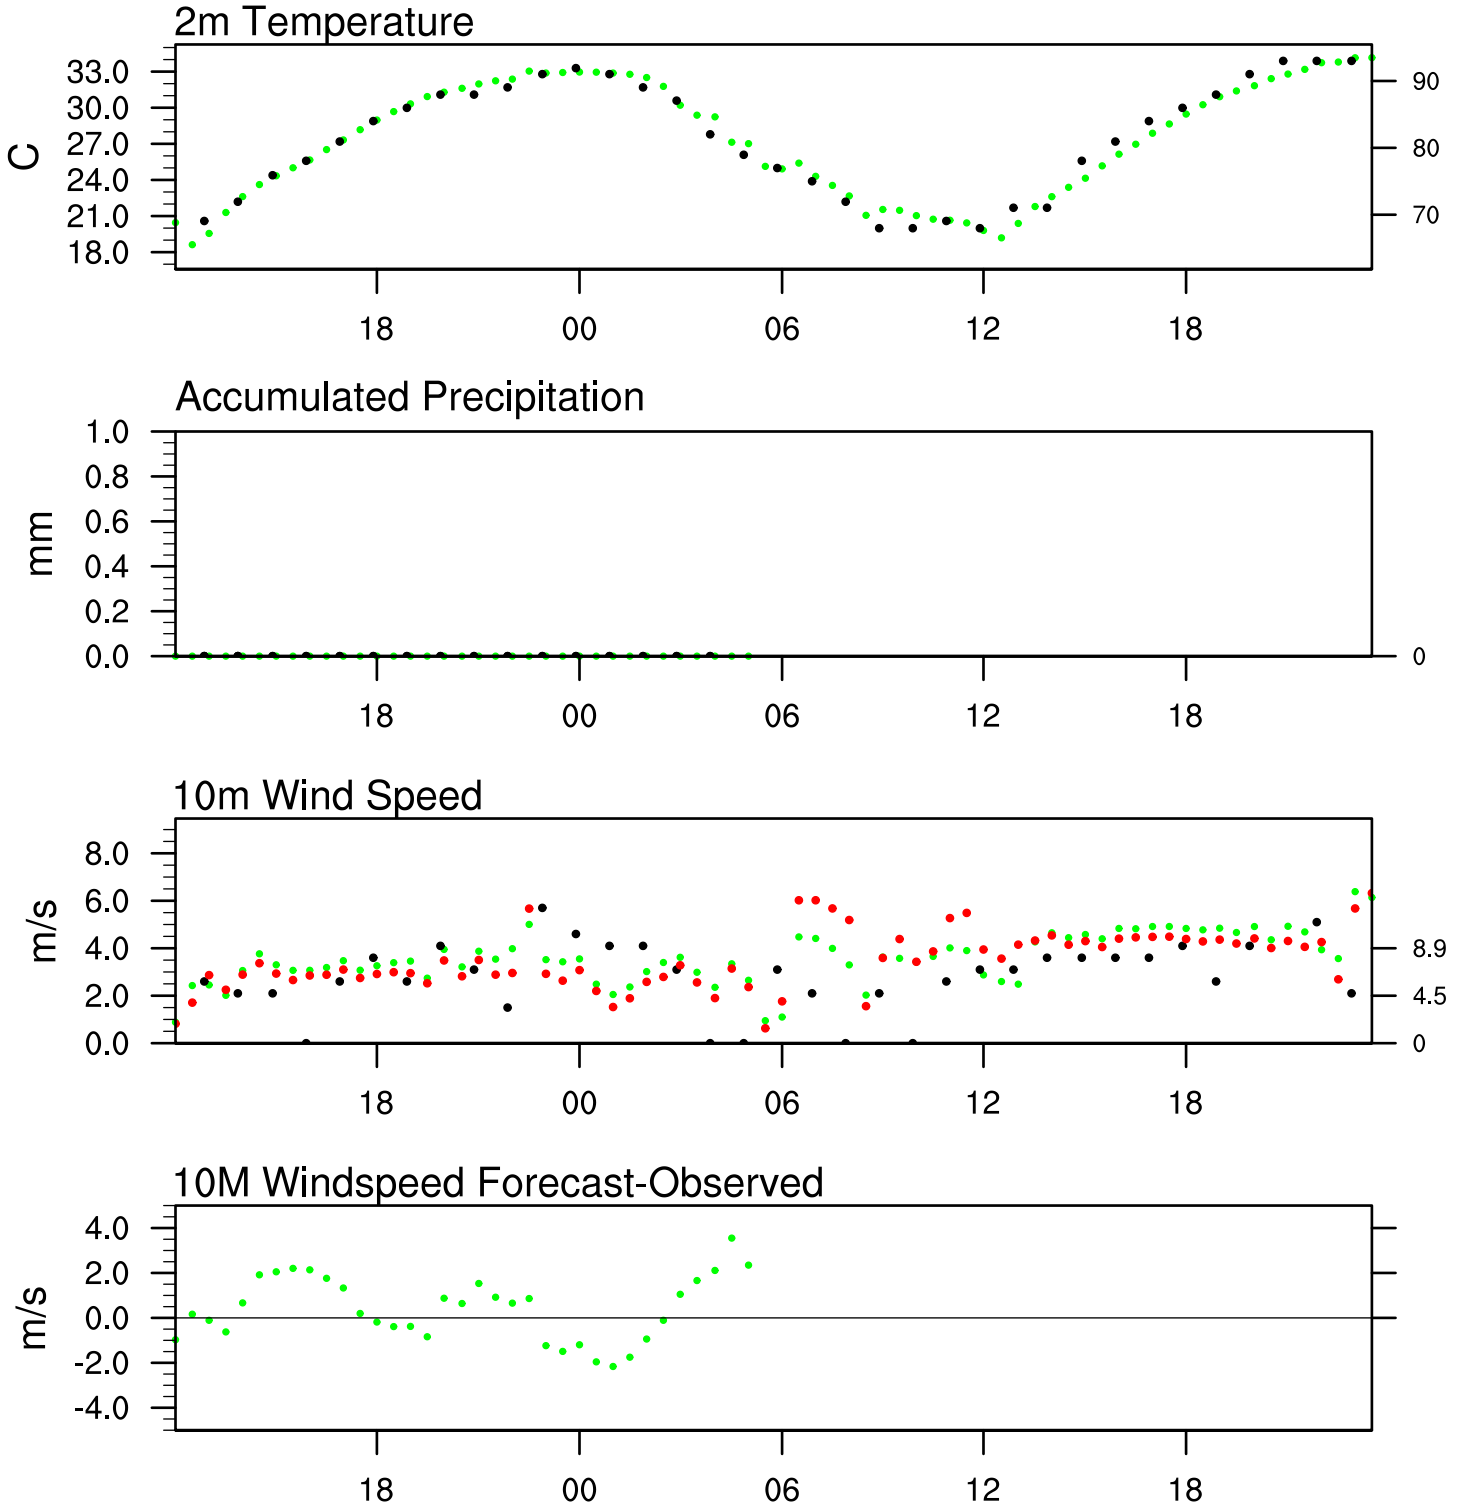 2m Temperature
33.0
30.0
27.0
24.0
21.0
18.0
C
90
80
70
18 00 06 12 18
Accumulated Precipitation
1.0
0.8
0.6
0.4
0.2
0.0
mm
0
18 00 06 12 18
10m Wind Speed
8.0
6.0
4.0
2.0
0.0
m/s
8.9
4.5
0
18 00 06 12 18
10M Windspeed Forecast-Observed
4.0
2.0
0.0
-2.0
-4.0
m/s
18 00 06 12 18